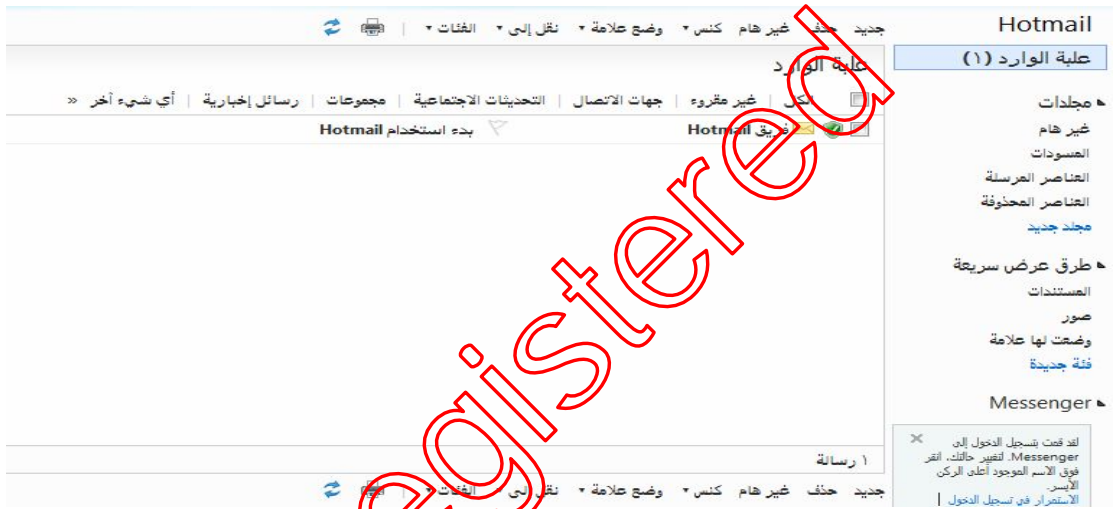 Hotmail
علبة الوارد (١)
مجلدات
غير هام
المسودات
العناصر المرسلة
العناصر المحذوفة
مجلد جديد
طرق عرض سريعة
المستندات
صور
وضعت لها علامة
فئة جديدة
Messenger
لقد قمت بتسجيل الدخول إلى
Messenger. لتغيير حالتك، انقر
فوق الاسم الموجود أعلى الركن
الأيسر.
الاستمرار في تسجيل الدخول
جديد حذف غير هام كنس وضع علامة نقل إلى الفئات
علبة الوارد
الكل | غير مقروء | جهات الاتصال | التحديثات الاجتماعية | مجموعات | رسائل إخبارية | أي شيء آخر »
فريق Hotmail بدء استخدام Hotmail
١ رسالة
جديد حذف غير هام كنس وضع علامة نقل إلى الفئات
egistered